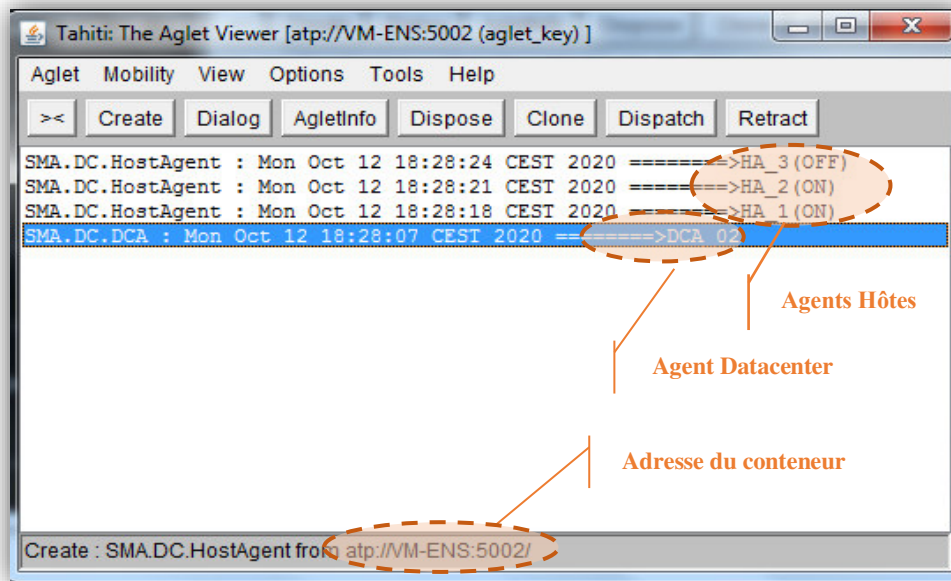 Tahiti: The Aglet Viewer [atp://VM-ENS:5002 (aglet_key) ]
Aglet Mobility View Options Tools Help
>< Create Dialog AgletInfo Dispose Clone Dispatch Retract
SMA.DC.HostAgent : Mon Oct 12 18:28:24 CEST 2020 ========>HA_3(OFF)
SMA.DC.HostAgent : Mon Oct 12 18:28:21 CEST 2020 ========>HA_2(ON)
SMA.DC.HostAgent : Mon Oct 12 18:28:18 CEST 2020 ========>HA_1(ON)
SMA.DC.DCA : Mon Oct 12 18:28:07 CEST 2020 ========>DCA 02
Agents Hôtes
Agent Datacenter
Adresse du conteneur
Create : SMA.DC.HostAgent from atp://VM-ENS:5002/